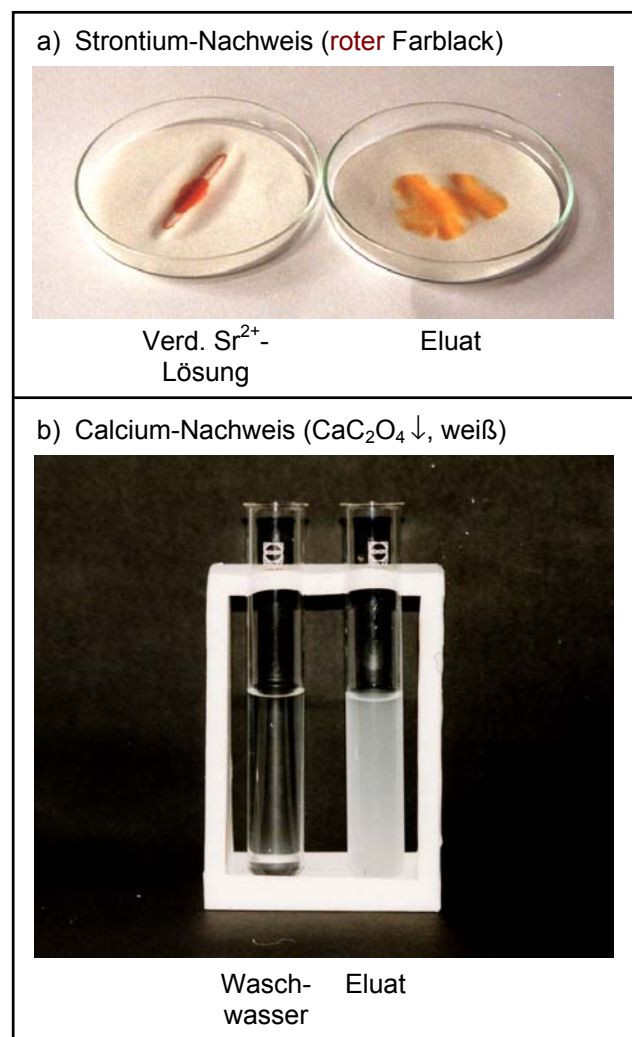 a) Strontium-Nachweis (roter Farblack)
Verd. Sr²⁺-
Lösung
Eluat
b) Calcium-Nachweis (CaC₂O₄↓, weiß)
Wasch-
wasser
Eluat